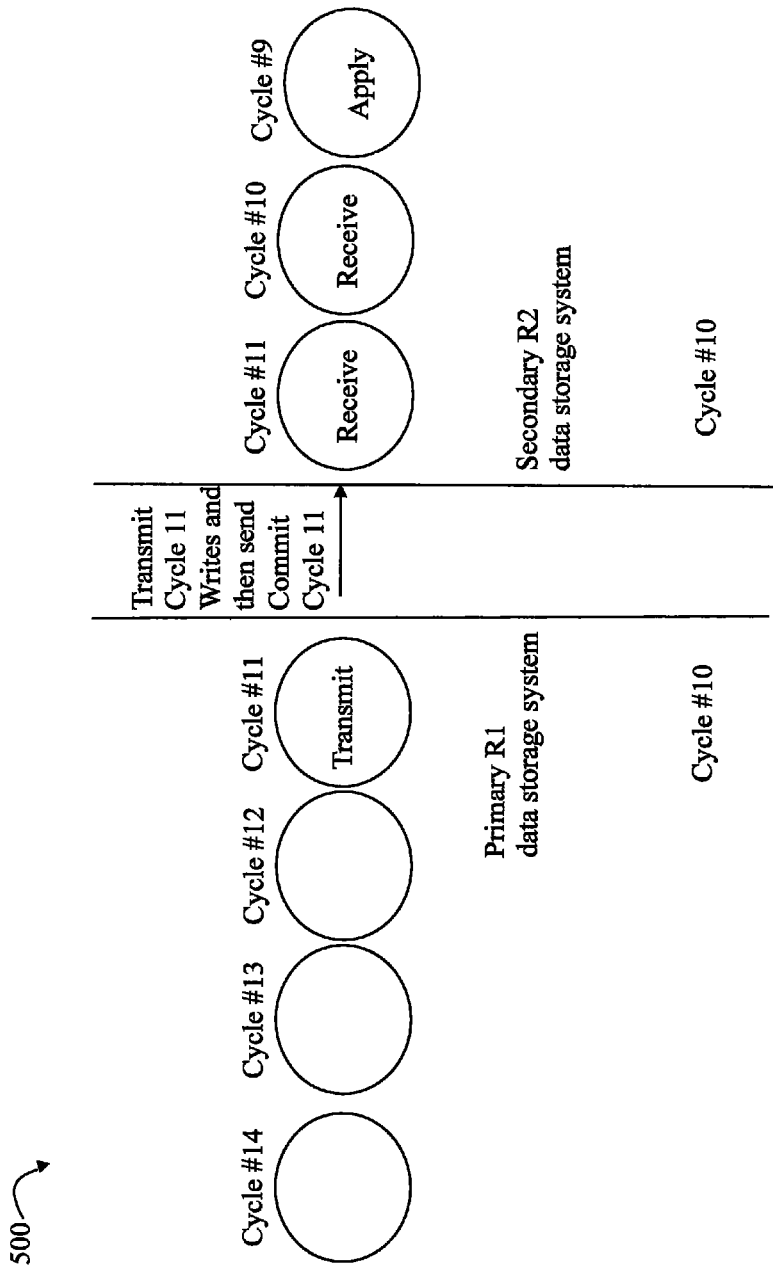 500
Cycle #14
Cycle #13
Cycle #12
Cycle #11
Transmit
Transmit
Cycle 11
Writes and
then send
Commit
Cycle 11
Cycle #11
Receive
Cycle #10
Receive
Cycle #9
Apply
Primary R1
data storage system
Secondary R2
data storage system
Cycle #10
Cycle #10